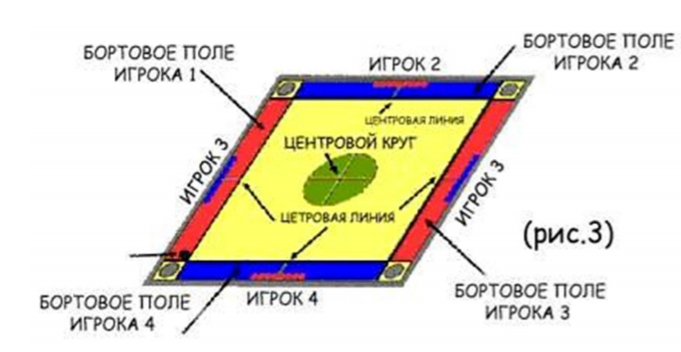 БОРТОВОЕ ПОЛЕ
ИГРОКА 1
ИГРОК 2
БОРТОВОЕ ПОЛЕ
ИГРОКА 2
ЦЕНТРОВАЯ ЛИНИЯ
ЦЕНТРОВОЙ КРУГ
ИГРОК 3
ИГРОК 3
ЦЕТРОВАЯ ЛИНИЯ
(рис.3)
БОРТОВОЕ ПОЛЕ
ИГРОКА 4
ИГРОК 4
БОРТОВОЕ ПОЛЕ
ИГРОКА 3